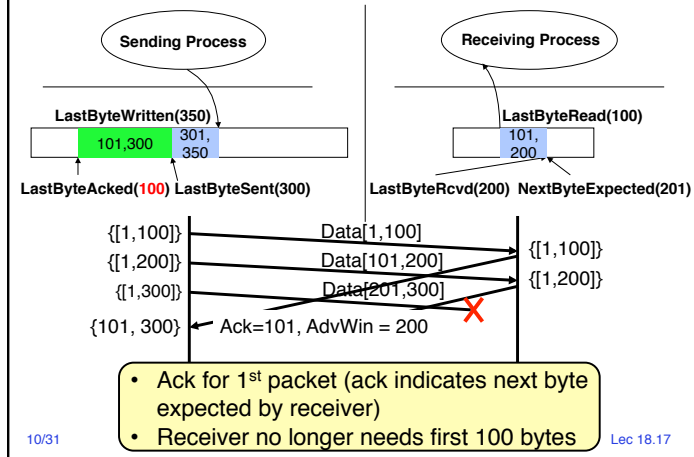 Sending Process
Receiving Process
LastByteWritten(350)
LastByteRead(100)
101,300
301,
350
101,
200
LastByteAcked(100) LastByteSent(300)
LastByteRcvd(200) NextByteExpected(201)
{[1,100]}
Data[1,100]
{[1,100]}
{[1,200]}
Data[101,200]
{[1,200]}
{[1,300]}
Data[201,300]
{101, 300}
Ack=101, AdvWin = 200
• Ack for 1st packet (ack indicates next byte
expected by receiver)
• Receiver no longer needs first 100 bytes
10/31
Lec 18.17